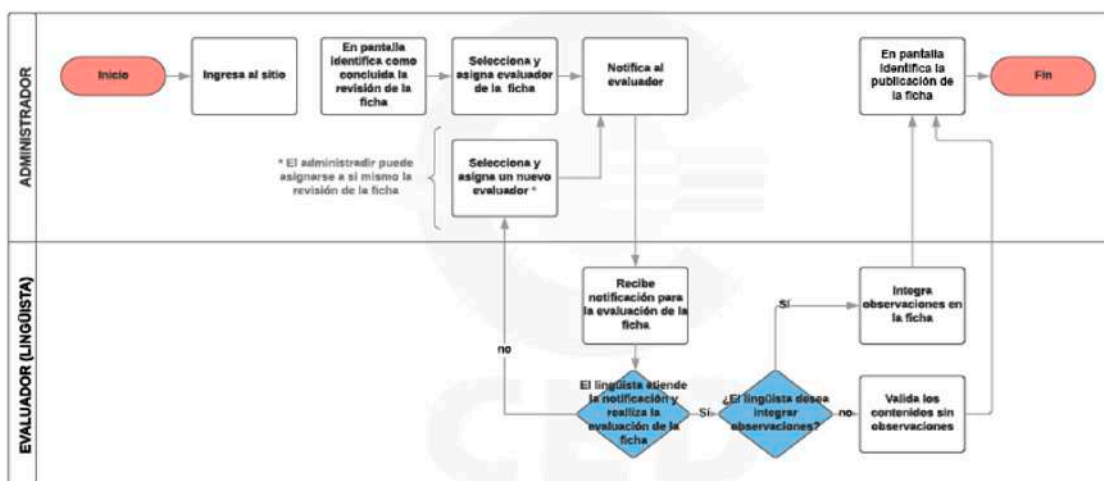 ADMINISTRADOR
Inicio
Ingresa al sitio
En pantalla
identifica como
concluida la
revisión de la
ficha
Selecciona y
asigna evaluador
de la ficha
Notifica al
evaluador
En pantalla
identifica la
publicación de
la ficha
Fin
* El administradir puede
asignarse a si mismo la
revisión de la ficha
Selecciona y
asigna un nuevo
evaluador *
EVALUADOR (LINGÜISTA)
Recibe
notificación para
la evaluación de la
ficha
Sí
Integra
observaciones en
la ficha
no
El lingüista atiende
la notificación y
realiza la
evaluación de la
ficha
Sí
¿El lingüista desea
integrar
observaciones?
no
Valida los
contenidos sin
observaciones